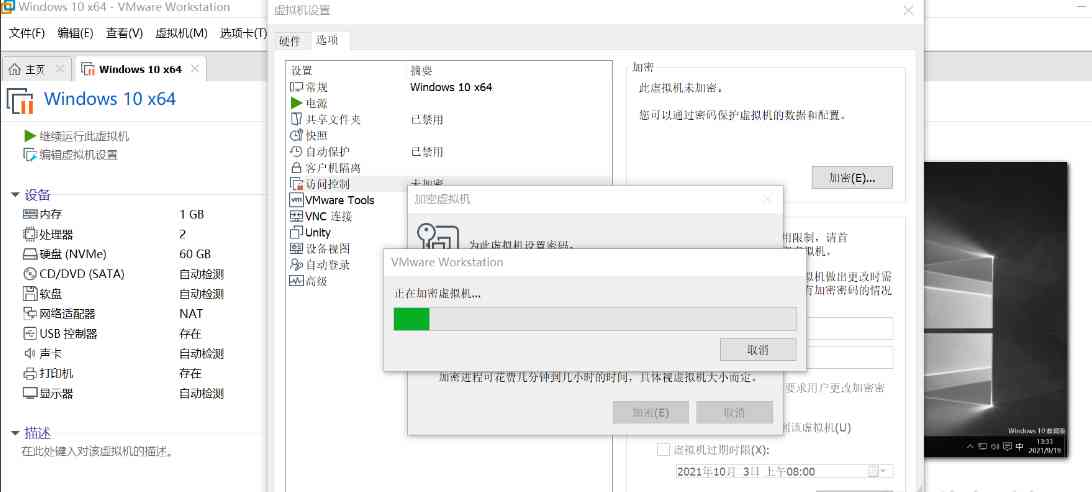 Windows 10 x64 - VMware Workstation
文件(F) 编辑(E) 查看(V) 虚拟机(M) 选项卡(T)
主页 Windows 10 x64
Windows 10 x64
继续运行此虚拟机
编辑虚拟机设置
设备
内存 1 GB
处理器 2
硬盘 (NVMe) 60 GB
CD/DVD (SATA) 自动检测
软盘 自动检测
网络适配器 NAT
USB 控制器 存在
声卡 自动检测
打印机 存在
显示器 自动检测
描述
在此处键入对该虚拟机的描述。
虚拟机设置
硬件 选项
设置 摘要
常规 Windows 10 x64
电源
共享文件夹 已禁用
快照
自动保护 已禁用
客户机隔离
访问控制 未加密
VMware Tools
VNC 连接
Unity
设备视图
自动登录
高级
加密
此虚拟机未加密。
您可以通过密码保护虚拟机的数据和配置。
加密(E)...
用限制，请首
机做出更改时需
有加密密码的情况
要求用户更改加密密
该虚拟机(U)
虚拟机过期时限(X):
2021年10月 3日 上午08:00
加密虚拟机
为此虚拟机设置密码。
VMware Workstation
正在加密虚拟机...
取消
加密进程可花费几分钟到几小时的时间，具体视虚拟机大小而定。
加密(E) 取消
中 13:33
2021/9/19